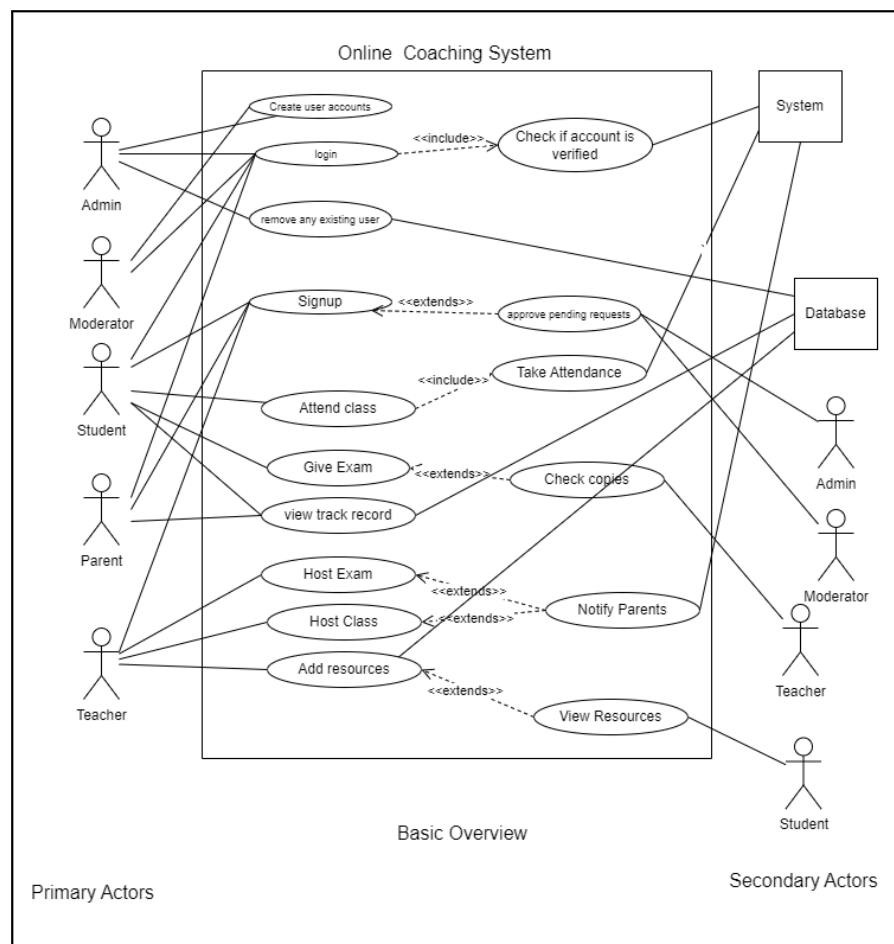 Online  Coaching System
Create user accounts
<<include>>
Check if account is
verified
System
login
Admin
remove any existing user
Moderator
Signup
<<extends>>
approve pending requests
Database
Student
Attend class
<<include>>
Take Attendance
Give Exam
<<extends>>
Check copies
Admin
view track record
Parent
Host Exam
<<extends>>
Moderator
Host Class
<<extends>>
Notify Parents
Add resources
Teacher
<<extends>>
Teacher
View Resources
Student
Basic Overview
Primary Actors
Secondary Actors